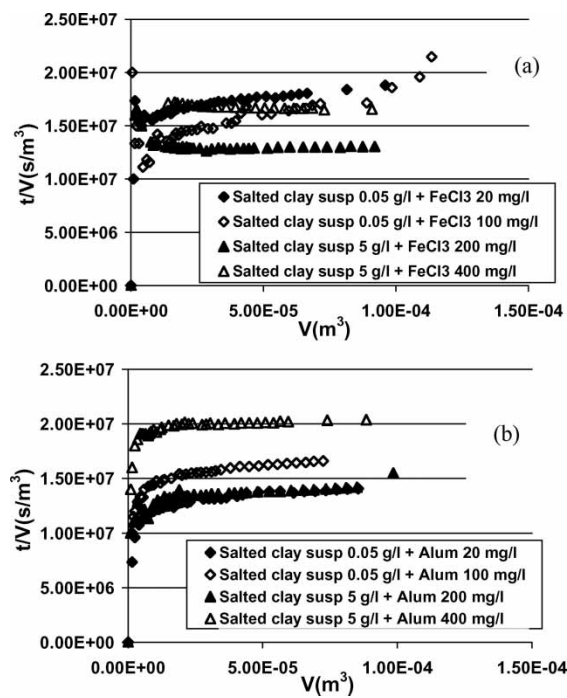 2.50E+07
(a)
2.00E+07
1.50E+07
1.00E+07
5.00E+06
0.00E+00
t/V(s/m³)
Salted clay susp 0.05 g/l + FeCl3 20 mg/l
Salted clay susp 0.05 g/l + FeCl3 100 mg/l
Salted clay susp 5 g/l + FeCl3 200 mg/l
Salted clay susp 5 g/l + FeCl3 400 mg/l
0.00E+00 5.00E-05 1.00E-04 1.50E-04
V(m³)
2.50E+07
2.00E+07
(b)
1.50E+07
1.00E+07
5.00E+06
0.00E+00
t/V(s/m³)
Salted clay susp 0.05 g/l + Alum 20 mg/l
Salted clay susp 0.05 g/l + Alum 100 mg/l
Salted clay susp 5 g/l + Alum 200 mg/l
Salted clay susp 5 g/l + Alum 400 mg/l
0.00E+00 5.00E-05 1.00E-04 1.50E-04
V(m³)